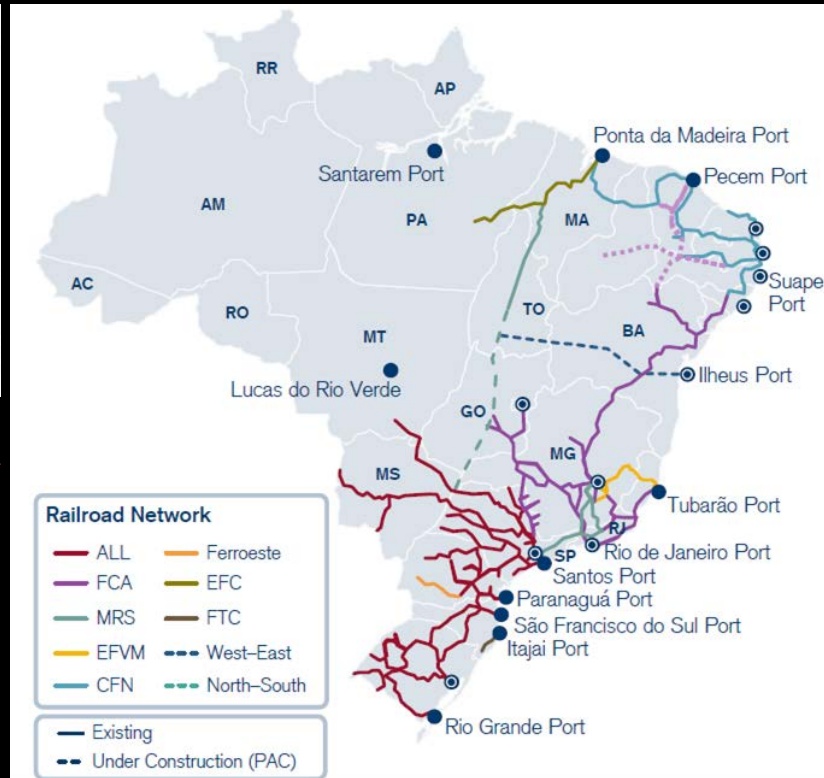 RR
AP
Ponta da Madeira Port
Santarem Port
Pecem Port
AM
PA
MA
AC
RO
TO
Suape
Port
MT
BA
Lucas do Rio Verde
Ilheus Port
GO
MG
MS
Tubarão Port
RJ
Rio de Janeiro Port
SP
Santos Port
Paranaguá Port
São Francisco do Sul Port
Itajai Port
Rio Grande Port
Railroad Network
ALL
Ferroeste
FCA
EFC
MRS
FTC
EFVM
West–East
CFN
North–South
Existing
Under Construction (PAC)